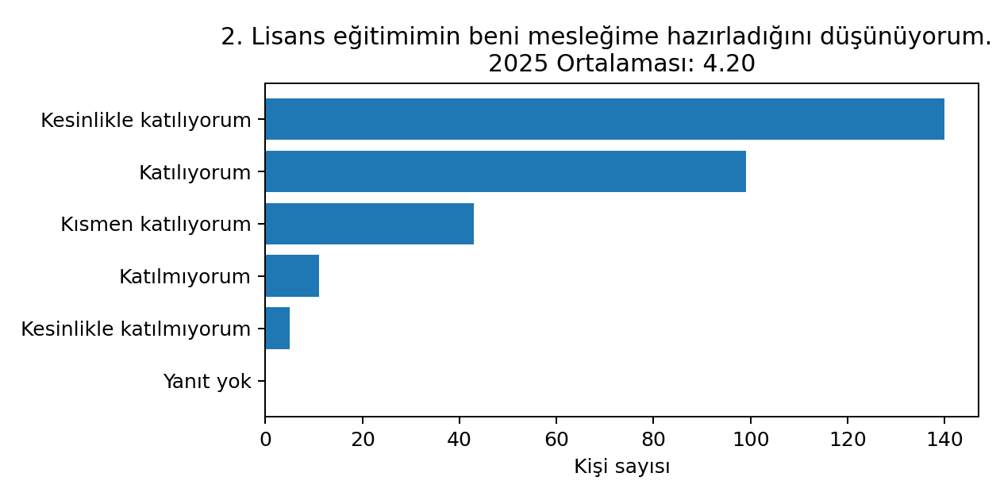 2. Lisans eğitimimin beni mesleğime hazırladığını düşünüyorum.
2025 Ortalaması: 4.20
Kesinlikle katılıyorum
Katılıyorum
Kısmen katılıyorum
Katılmıyorum
Kesinlikle katılmıyorum
Yanıt yok
0 20 40 60 80 100 120 140
Kişi sayısı